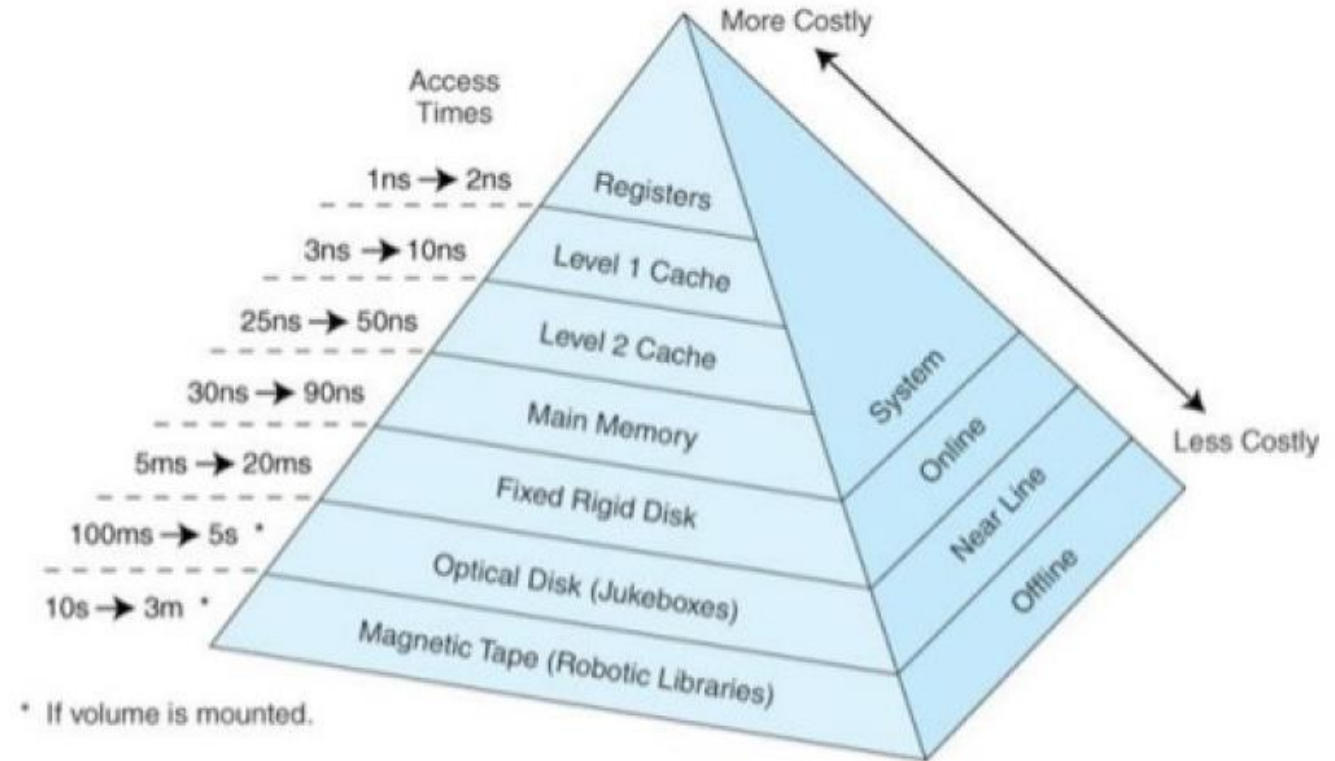 More Costly
Access
Times
1ns → 2ns
Registers
3ns → 10ns
Level 1 Cache
25ns → 50ns
Level 2 Cache
System
30ns → 90ns
Main Memory
Online
Less Costly
5ms → 20ms
Fixed Rigid Disk
Near Line
100ms → 5s *
Optical Disk (Jukeboxes)
Offline
10s → 3m *
Magnetic Tape (Robotic Libraries)
* If volume is mounted.